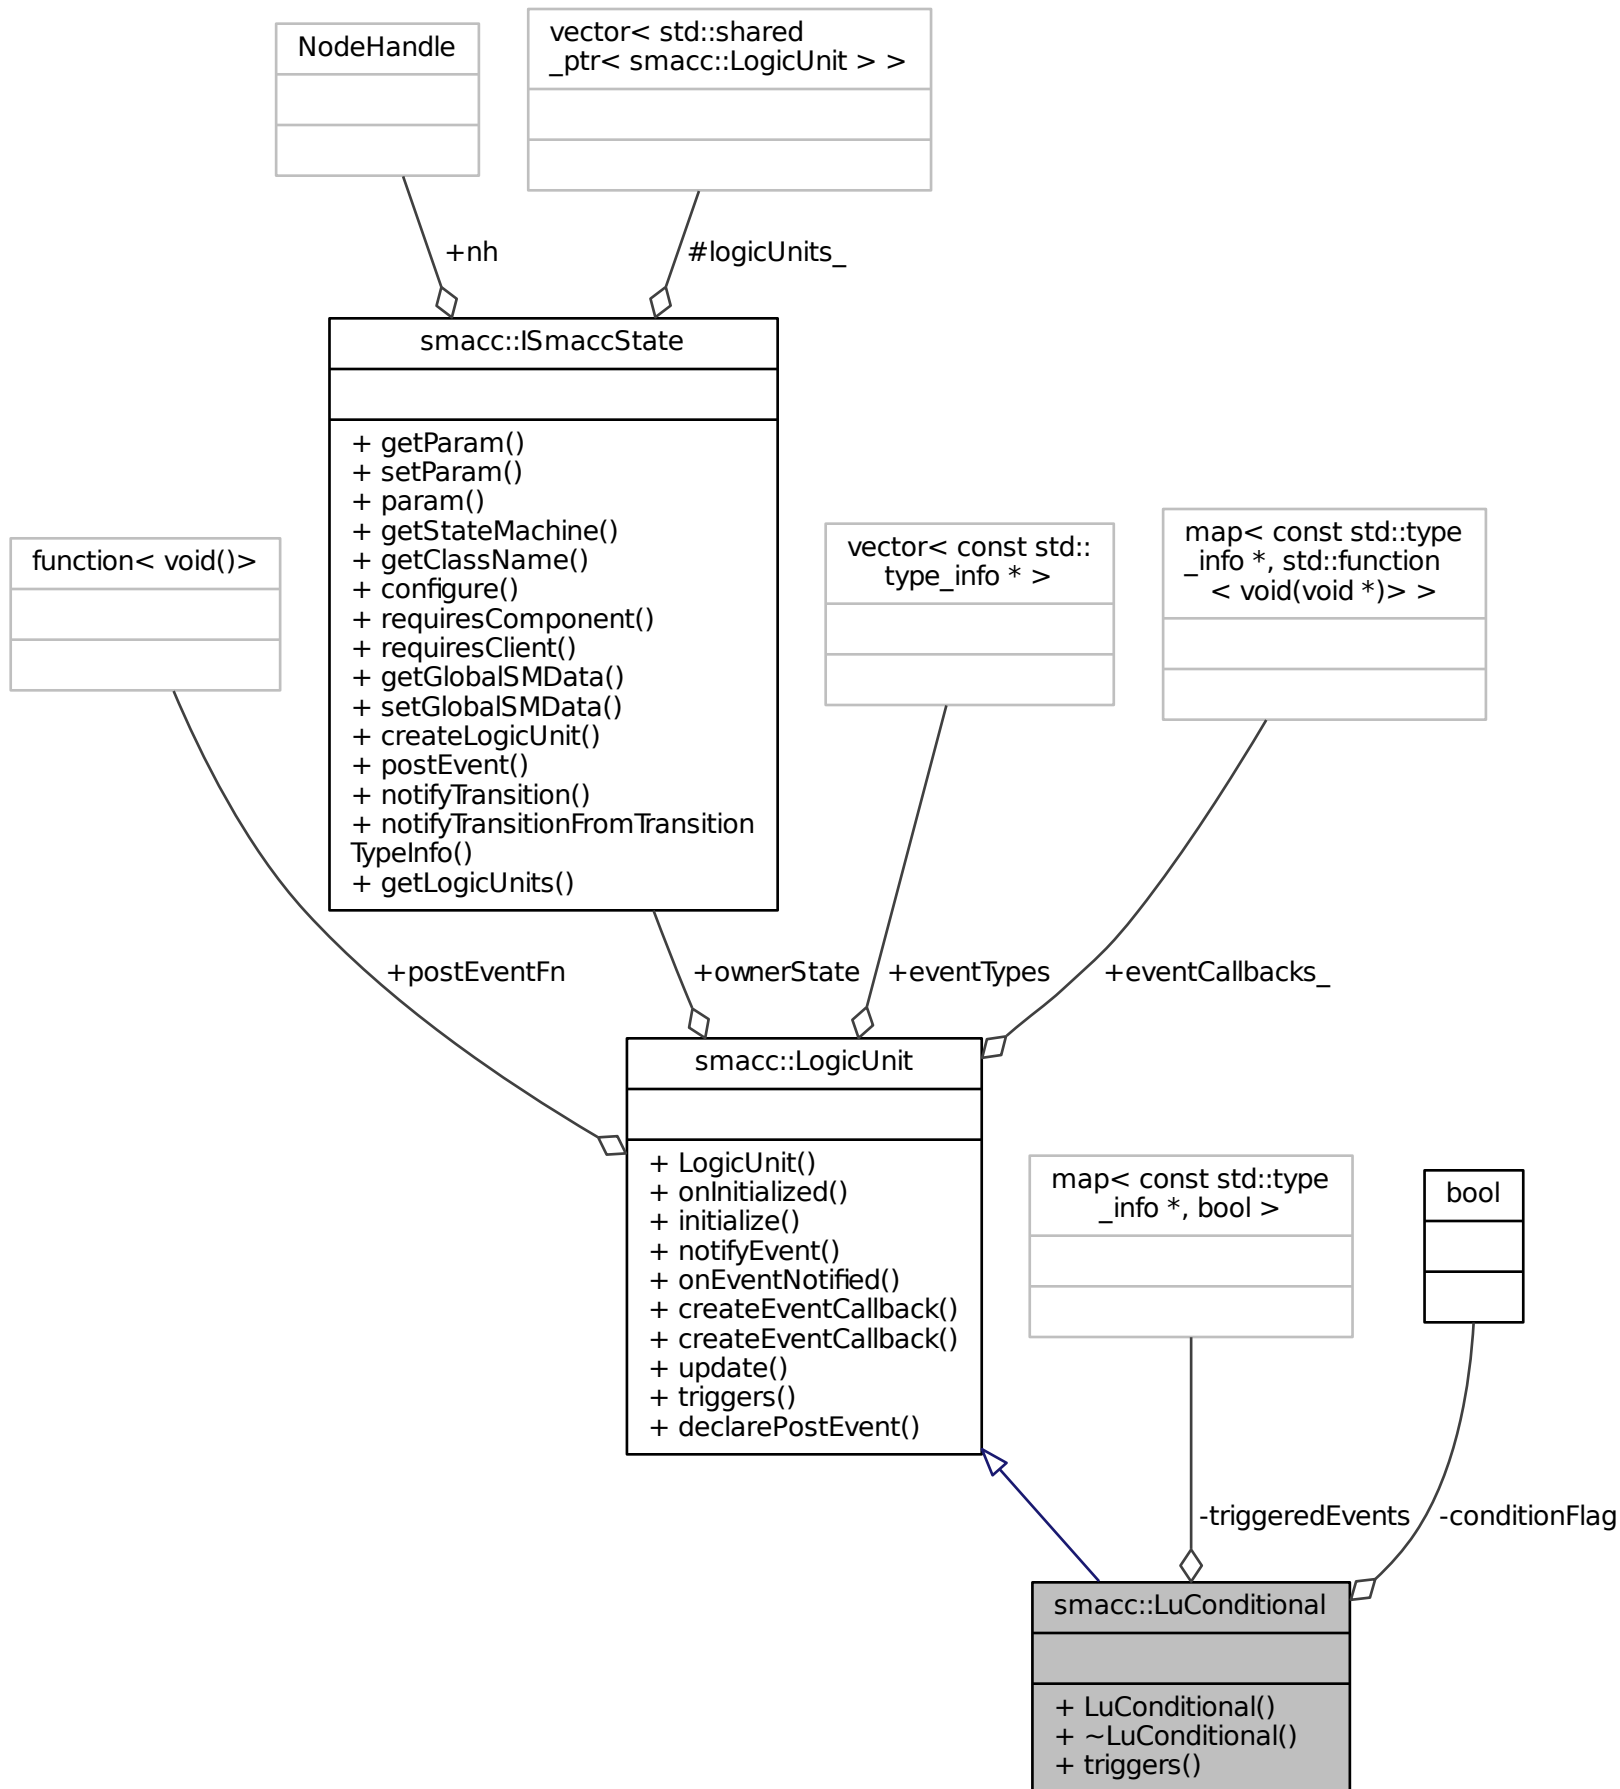 NodeHandle
vector< std::shared
_ptr< smacc::LogicUnit > >
+nh
#logicUnits_
smacc::ISmaccState
+ getParam()
+ setParam()
+ param()
+ getStateMachine()
+ getClassName()
+ configure()
+ requiresComponent()
+ requiresClient()
+ getGlobalSMData()
+ setGlobalSMData()
+ createLogicUnit()
+ postEvent()
+ notifyTransition()
+ notifyTransitionFromTransition
TypeInfo()
+ getLogicUnits()
function< void()>
vector< const std::
type_info * >
map< const std::type
_info *, std::function
< void(void *)> >
+postEventFn
+ownerState
+eventTypes
+eventCallbacks_
smacc::LogicUnit
+ LogicUnit()
+ onInitialized()
+ initialize()
+ notifyEvent()
+ onEventNotified()
+ createEventCallback()
+ createEventCallback()
+ update()
+ triggers()
+ declarePostEvent()
map< const std::type
_info *, bool >
bool
-triggeredEvents
-conditionFlag
smacc::LuConditional
+ LuConditional()
+ ~LuConditional()
+ triggers()